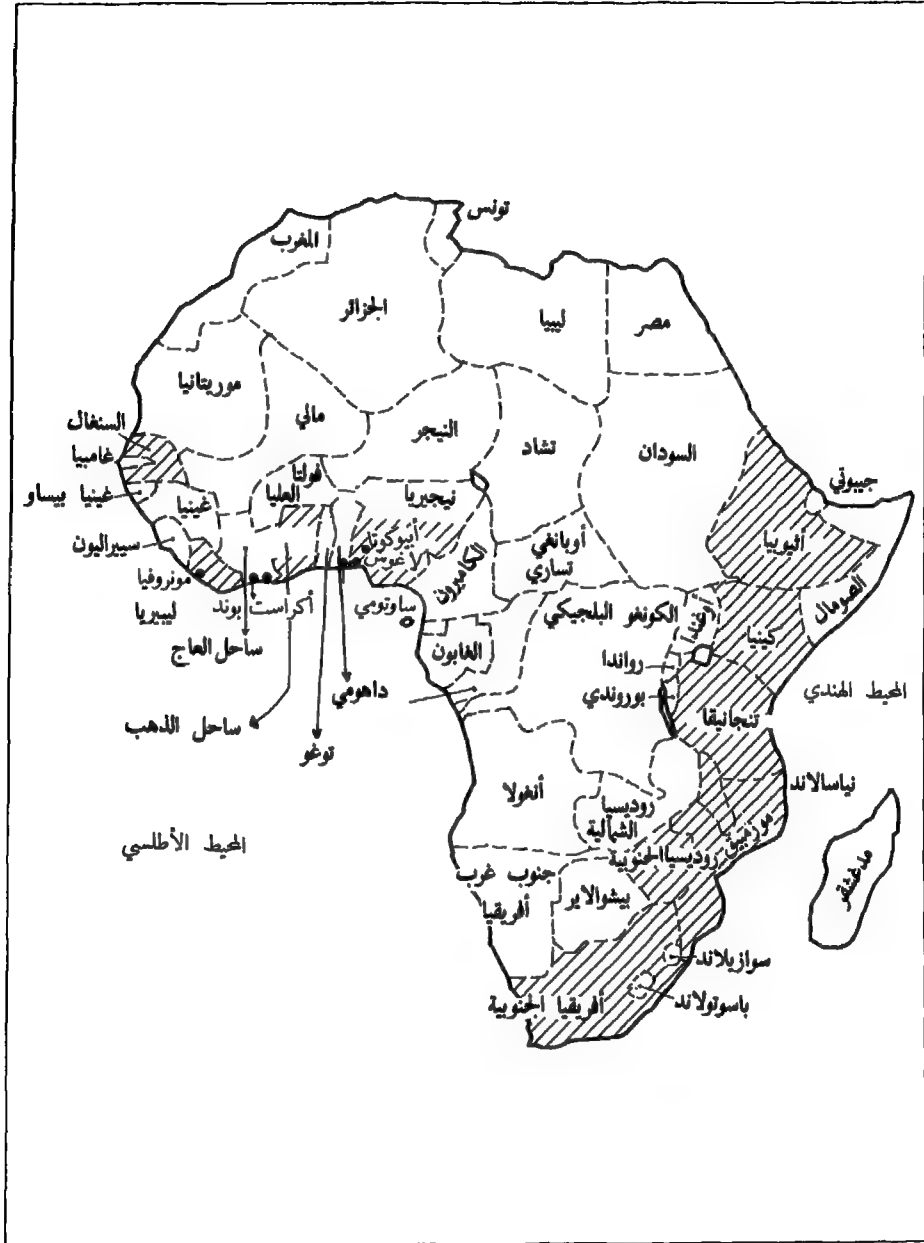 تونس
المغرب
الجزائر
ليبيا
مصر
موريتانيا
مالي
النيجر
تشاد
السودان
السنغال
غامبيا
غينيا بيساو
غينيا
سييراليون
مونروفيا
ليبيريا
فولتا
العليا
نيجيريا
أبيوكوتا
لاغوس
الكاميرون
أوبانغي
تساري
جيبوتي
أثيوبيا
الصومال
أكرا
بوند
ساوتومي
ساحل العاج
ساحل الذهب
توغو
داهومي
الغابون
الكونغو البلجيكي
أوغندا
كينيا
رواندا
بوروندي
تنجانيقا
المحيط الهندي
نياسالاند
أنغولا
روديسيا
الشمالية
روديسيا الجنوبية
موزمبيق
مدغشقر
المحيط الأطلسي
جنوب غرب
أفريقيا
بيشوالاير
سوازيلاند
باسوتولاند
أفريقيا الجنوبية